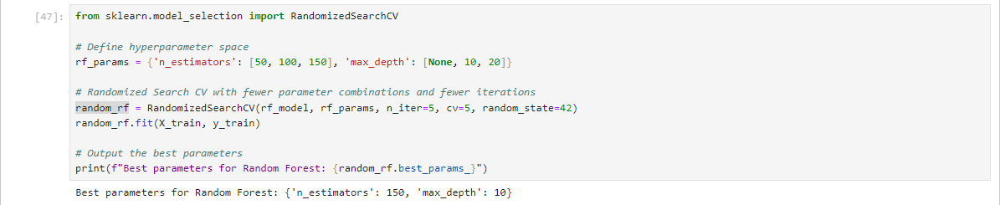 [47]: from sklearn.model_selection import RandomizedSearchCV
# Define hyperparameter space
rf_params = {'n_estimators': [50, 100, 150], 'max_depth': [None, 10, 20]}
# Randomized Search CV with fewer parameter combinations and fewer iterations
random_rf = RandomizedSearchCV(rf_model, rf_params, n_iter=5, cv=5, random_state=42)
random_rf.fit(X_train, y_train)
# Output the best parameters
print(f"Best parameters for Random Forest: {random_rf.best_params_}")
Best parameters for Random Forest: {'n_estimators': 150, 'max_depth': 10}